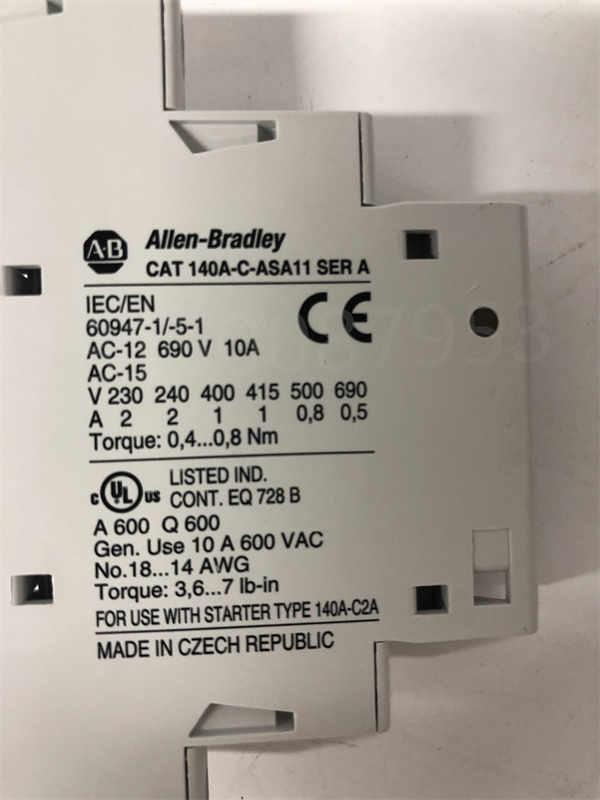 A-B
Allen-Bradley
CAT 140A-C-ASA11 SER A
IEC/EN
60947-1/-5-1
AC-12 690 V 10A
AC-15
V 230 240 400 415 500 690
A 2 2 1 1 0,8 0,5
Torque: 0,4...0,8 Nm
CE
C UL US
LISTED IND.
CONT. EQ 728 B
A 600 Q 600
Gen. Use 10 A 600 VAC
No.18...14 AWG
Torque: 3,6...7 lb-in
FOR USE WITH STARTER TYPE 140A-C2A
MADE IN CZECH REPUBLIC